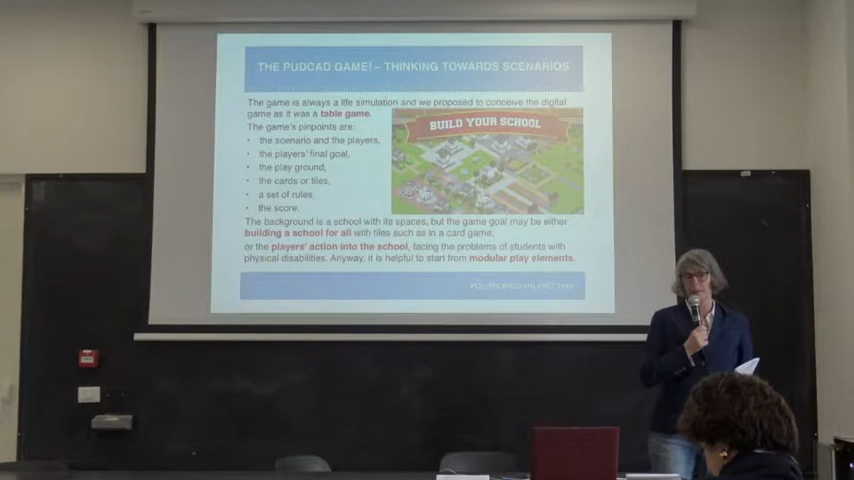 THE PUDCAD GAME! – THINKING TOWARDS SCENARIOS
The game is always a life simulation and we proposed to conceive the digital
game as it was a table game.
The game's pinpoints are:
• the scenario and the players,
• the players' final goal,
• the play ground,
• the cards or tiles,
• a set of rules,
• the score.
BUILD YOUR SCHOOL
The background is a school with its spaces, but the game goal may be either
building a school for all with tiles such as in a card game.
or the players' action into the school, facing the problems of students with
physical disabilities. Anyway, it is helpful to start from modular play elements.